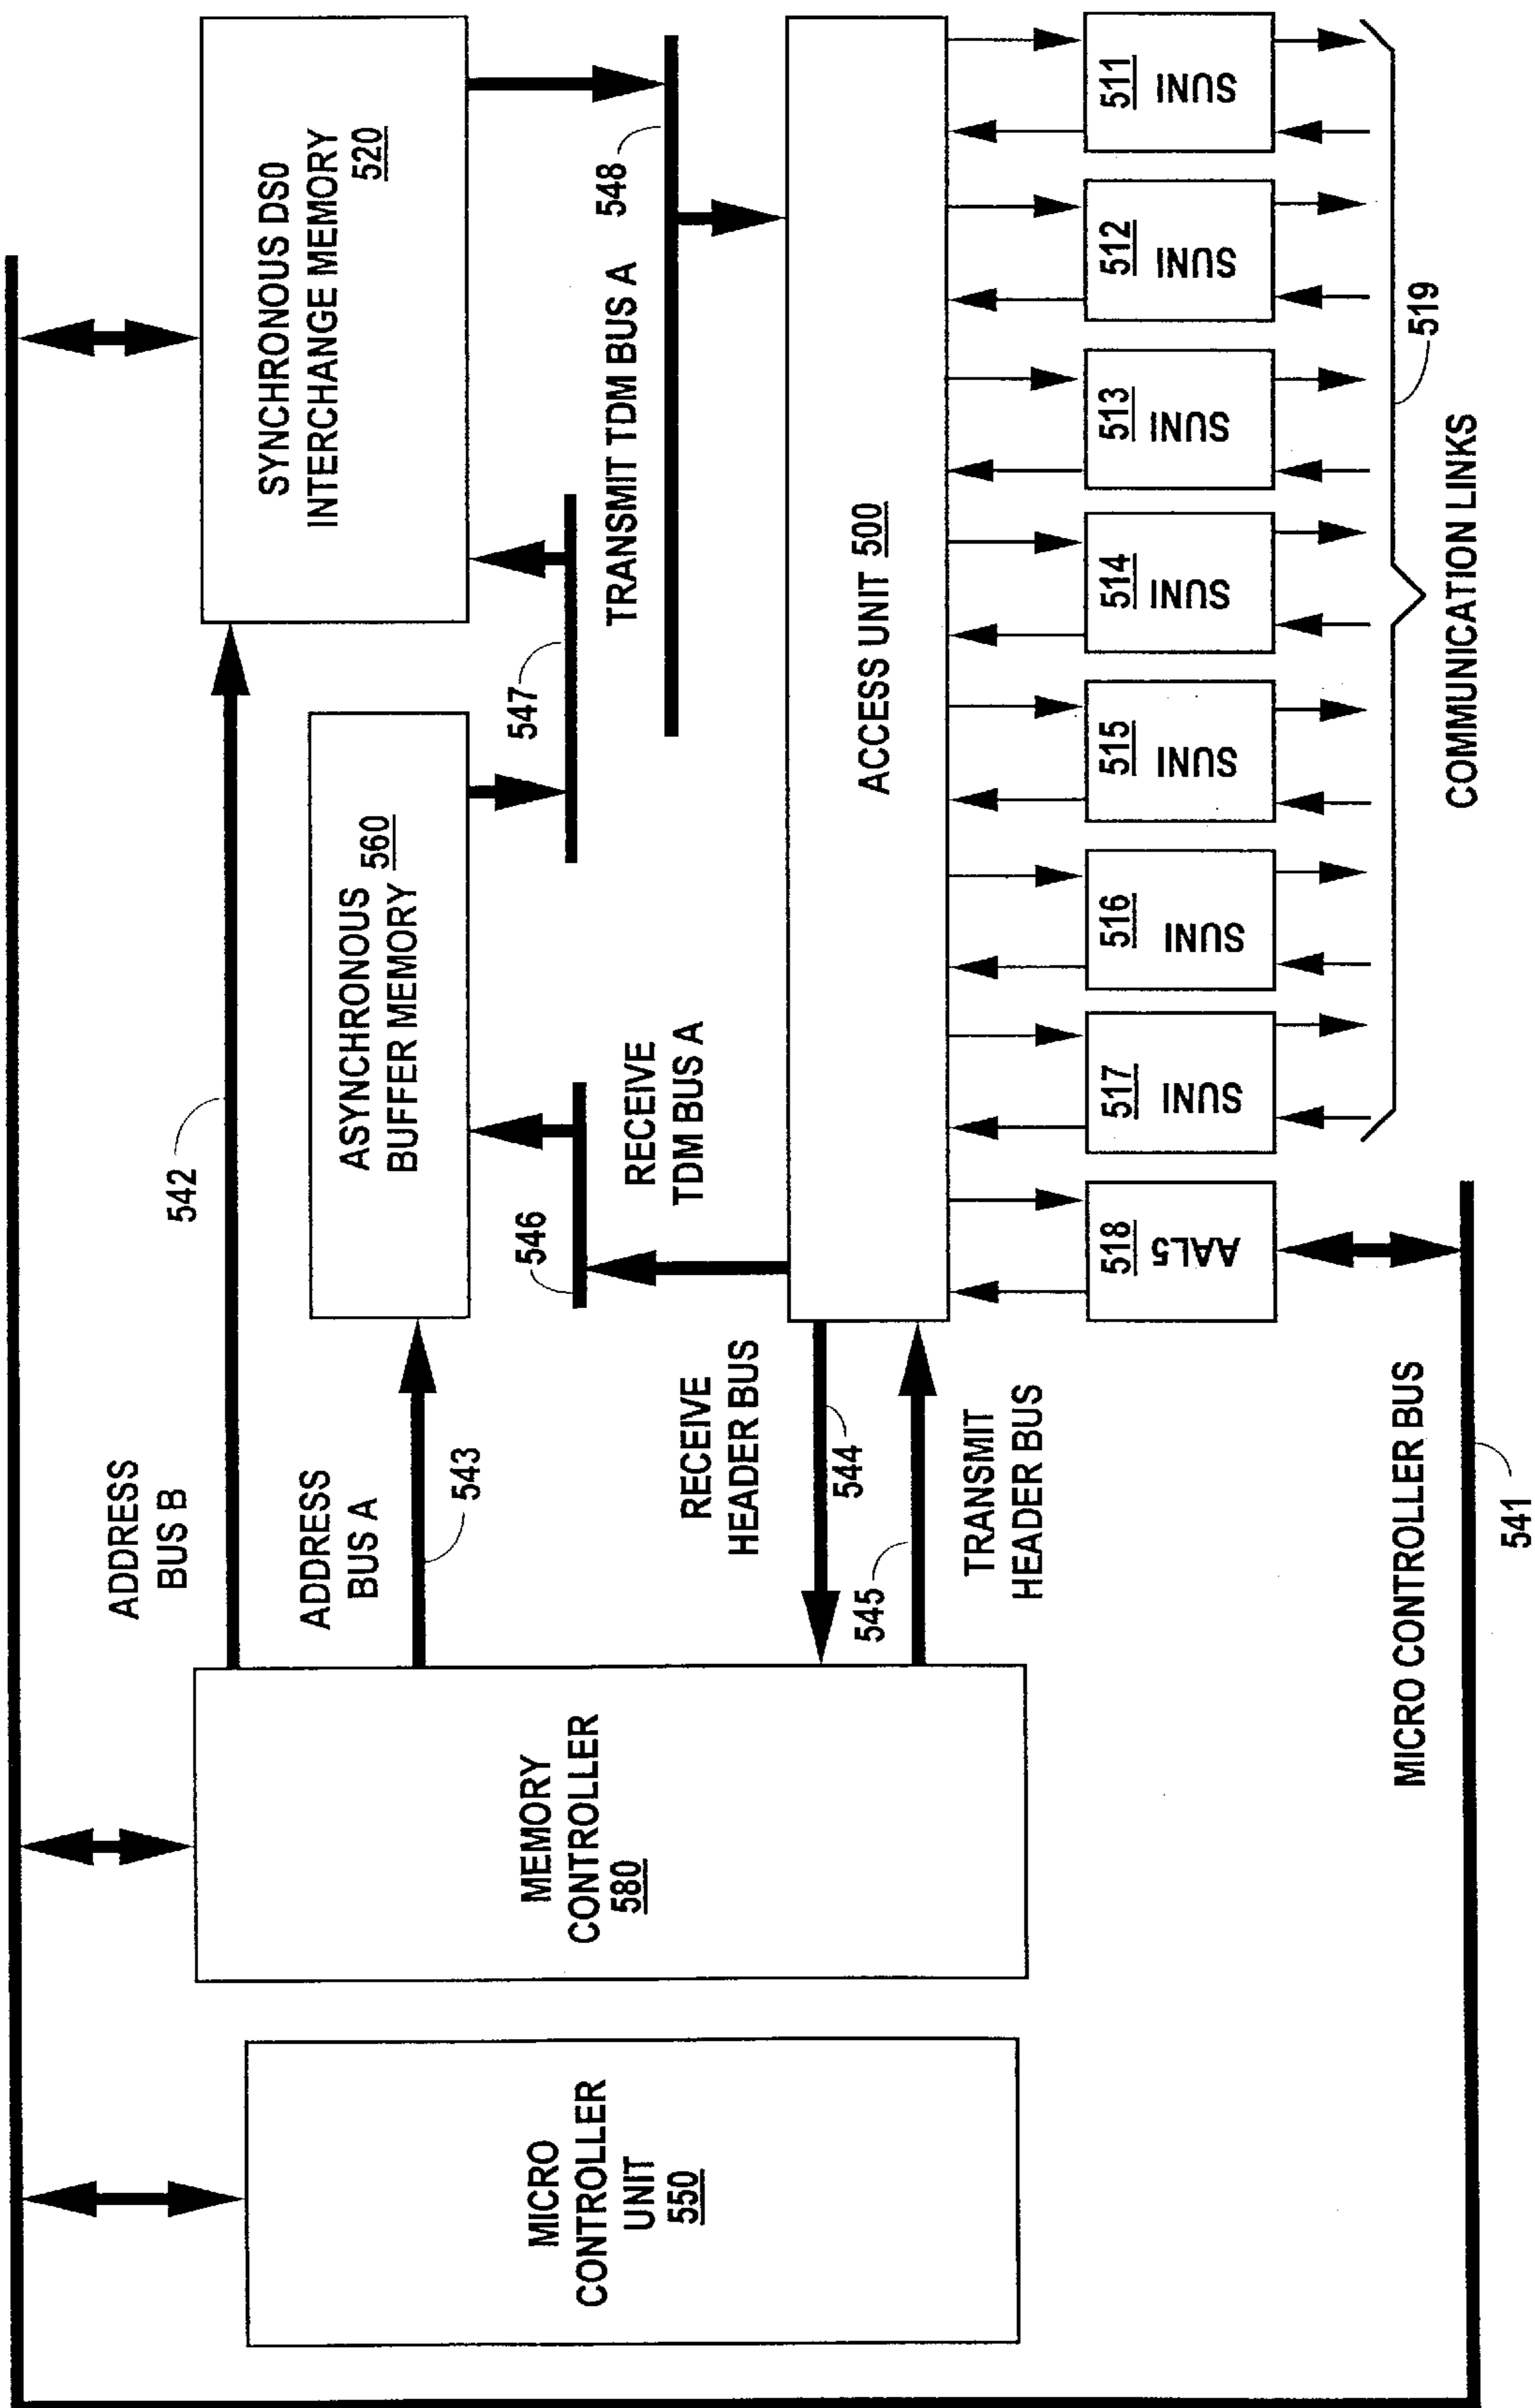 MICRO
CONTROLLER
UNIT
550
MEMORY
CONTROLLER
580
ADDRESS
BUS B
542
ADDRESS
BUS A
543
RECEIVE
HEADER BUS
544
545
TRANSMIT
HEADER BUS
ASYNCHRONOUS 560
BUFFER MEMORY
SYNCHRONOUS DS0
INTERCHANGE MEMORY
520
546
RECEIVE
TDM BUS A
547
TRANSMIT TDM BUS A
548
ACCESS UNIT 500
518
AAL5
517
SUNI
516
SUNI
515
SUNI
514
SUNI
513
SUNI
512
SUNI
511
SUNI
519
COMMUNICATION LINKS
MICRO CONTROLLER BUS
541